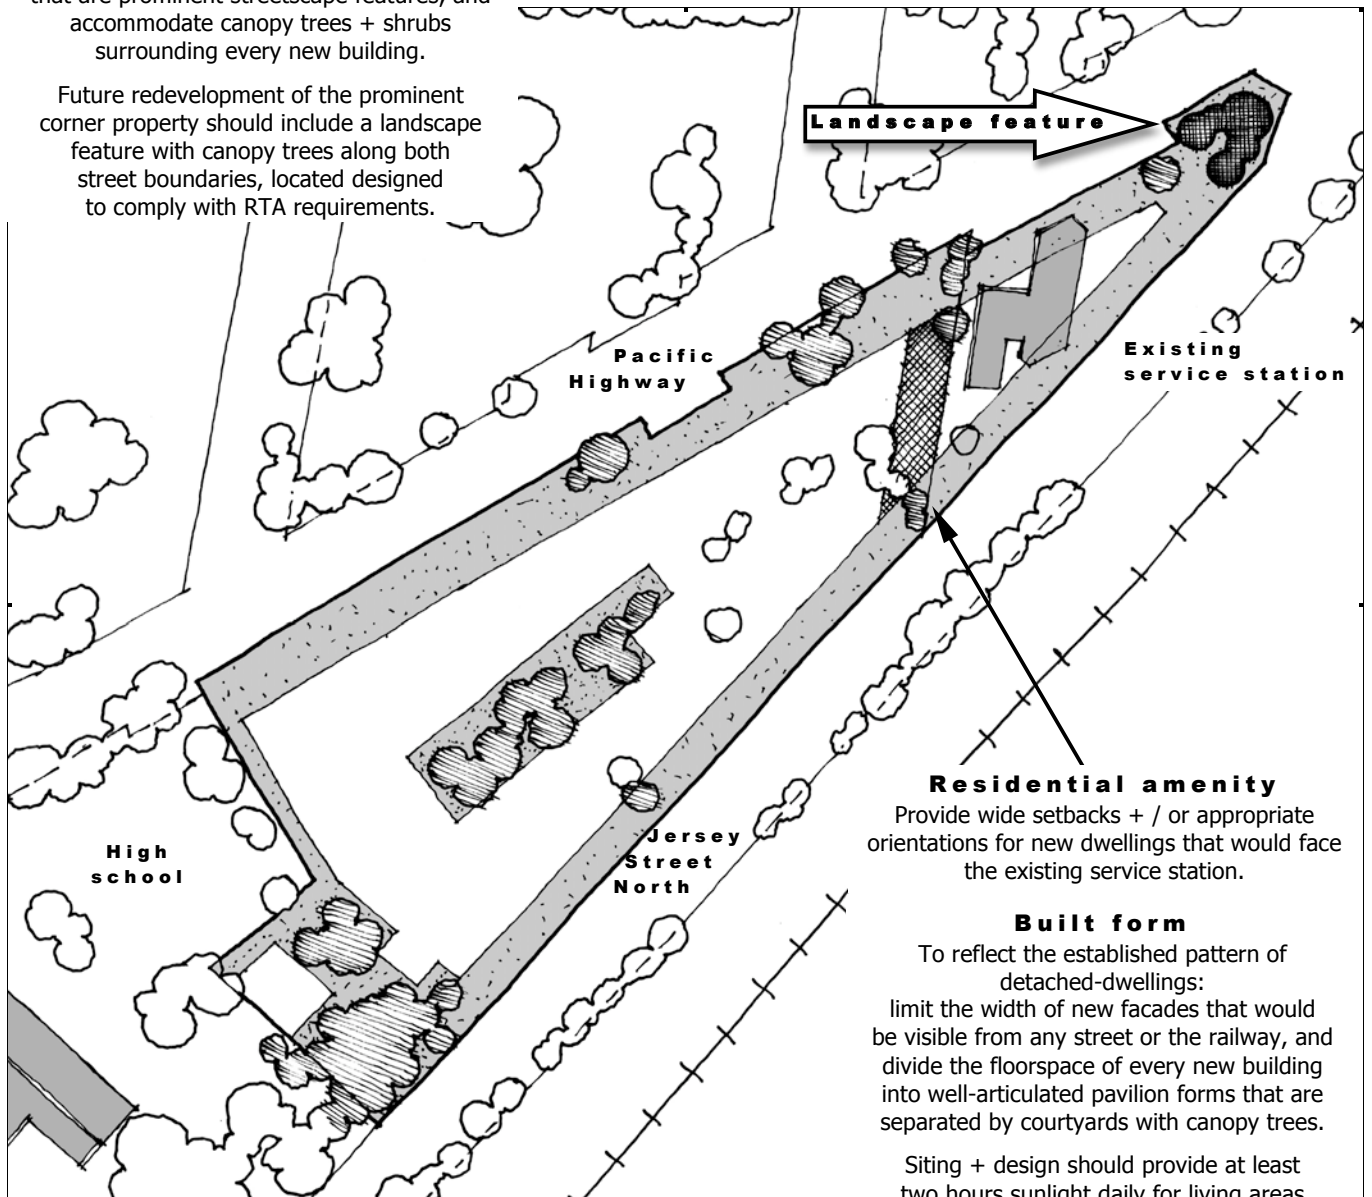 that are prominent streetscape features, and
accommodate canopy trees + shrubs
surrounding every new building.
Future redevelopment of the prominent
corner property should include a landscape
feature with canopy trees along both
street boundaries, located designed
to comply with RTA requirements.
Landscape feature
Pacific
Highway
Existing
service station
High
school
Jersey
Street
North
Residential amenity
Provide wide setbacks + / or appropriate
orientations for new dwellings that would face
the existing service station.
Built form
To reflect the established pattern of
detached-dwellings:
limit the width of new facades that would
be visible from any street or the railway, and
divide the floorspace of every new building
into well-articulated pavilion forms that are
separated by courtyards with canopy trees.
Siting + design should provide at least
two hours sunlight daily for living areas